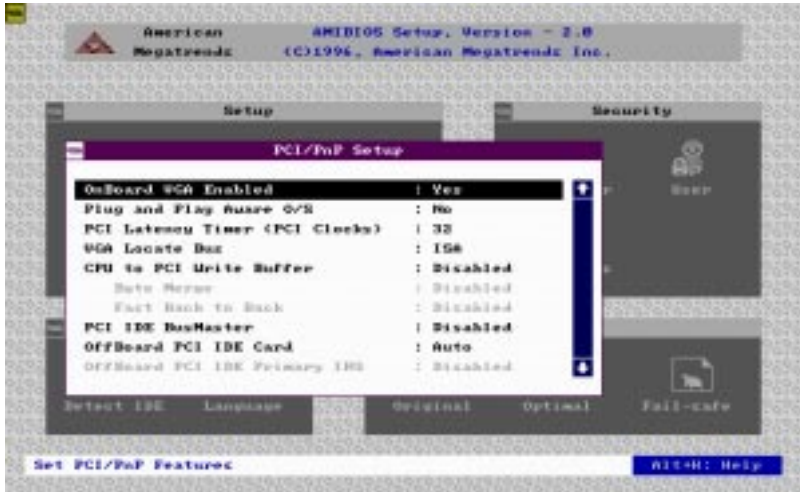 American AMIBIOS Setup, Version - 2.0
Megatrends (C)1996, American Megatrends Inc.
Setup
Security
PCI/PnP Setup
OnBoard VGA Enabled : Yes
Plug and Play Aware O/S : No
PCI Latency Timer (PCI Clocks) : 32
VGA Locate Bus : ISA
CPU to PCI Write Buffer : Disabled
Byte Merge : Disabled
Fast Back to Back : Disabled
PCI IDE BusMaster : Disabled
OffBoard PCI IDE Card : Auto
OffBoard PCI IDE Primary IRQ : Disabled
User
Detect IDE Language
Original Optimal Fail-safe
Set PCI/PnP Features
Alt+H: Help